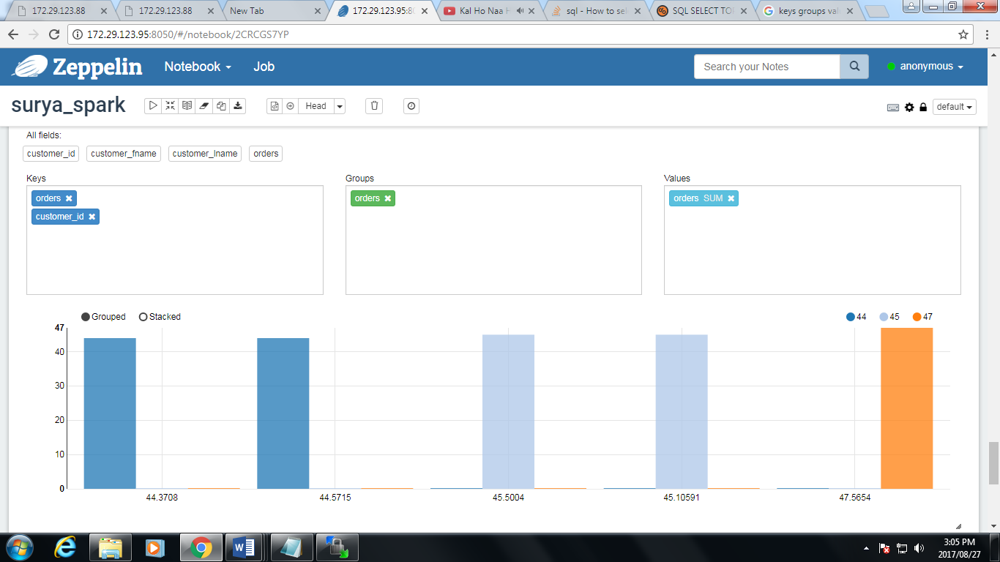 172.29.123.88 172.29.123.88 New Tab 172.29.123.95:80 Kal Ho Naa H sql - How to sel SQL SELECT TO keys groups val
172.29.123.95:8050/#/notebook/2CRCGS7YP
Zeppelin Notebook Job Search your Notes anonymous
surya_spark Head default
All fields:
customer_id customer_fname customer_lname orders
Keys Groups Values
orders orders orders SUM
customer_id
Grouped Stacked 44 45 47
47
40
30
20
10
0
44.3708 44.5715 45.5004 45.10591 47.5654
3:05 PM
2017/08/27